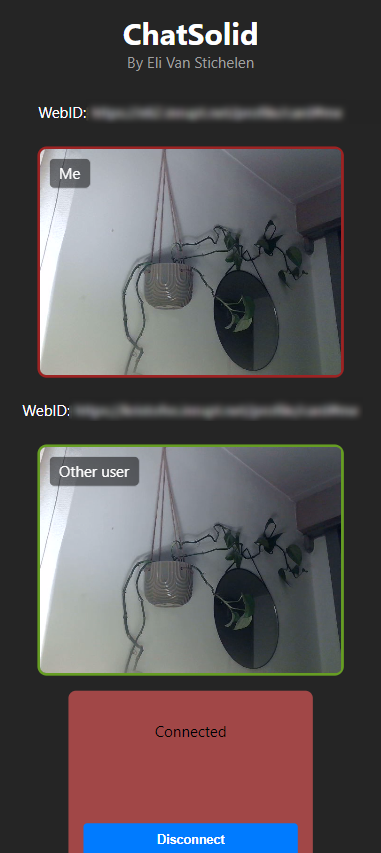 ChatSolid
By Eli Van Stichelen
WebID:
Me
WebID:
Other user
Connected
Disconnect